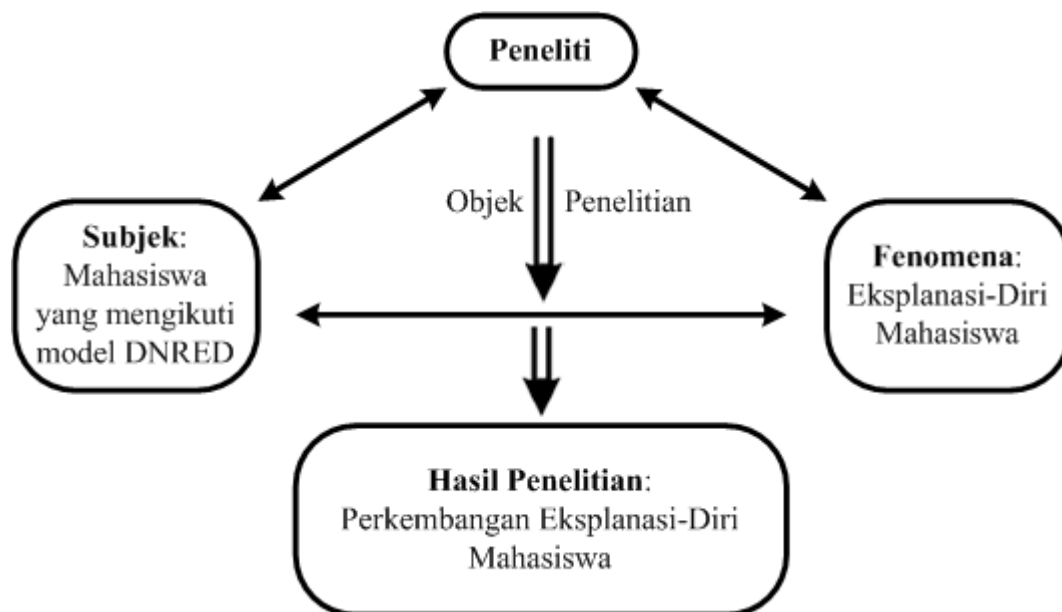 Peneliti
Objek Penelitian
Subjek:
Mahasiswa
yang mengikuti
model DNRED
Fenomena:
Eksplanasi-Diri
Mahasiswa
Hasil Penelitian:
Perkembangan Eksplanasi-Diri
Mahasiswa